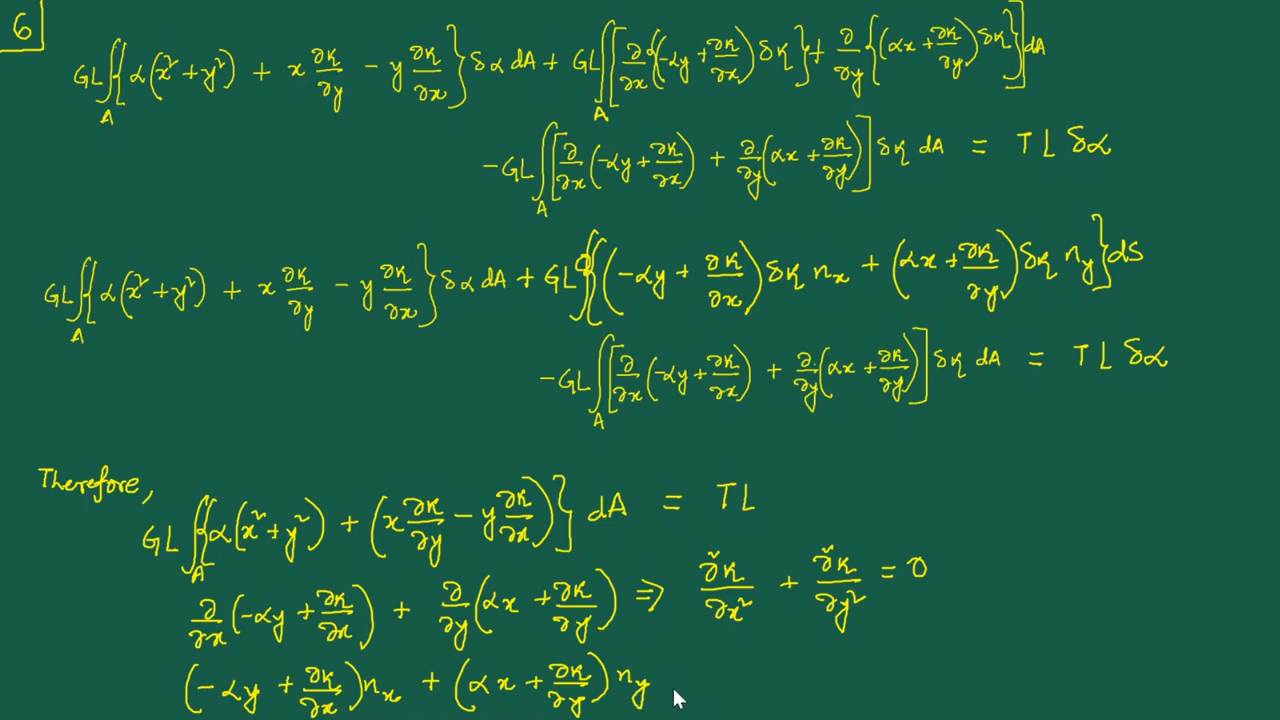 6
GL∬_A {α(x²+y²) + x ∂κ/∂y − y ∂κ/∂x} δα dA + GL∬_A [∂/∂x {(−αy + ∂κ/∂x) δκ} + ∂/∂y {(αx + ∂κ/∂y) δκ}] dA
−GL∬_A [∂/∂x (−αy + ∂κ/∂x) + ∂/∂y (αx + ∂κ/∂y)] δκ dA = TL δα
GL∬_A {α(x²+y²) + x ∂κ/∂y − y ∂κ/∂x} δα dA + GL∮ {(−αy + ∂κ/∂x) δκ n_x + (αx + ∂κ/∂y) δκ n_y} ds
−GL∬_A [∂/∂x (−αy + ∂κ/∂x) + ∂/∂y (αx + ∂κ/∂y)] δκ dA = TL δα
Therefore,
GL∬_A {α(x²+y²) + (x ∂κ/∂y − y ∂κ/∂x)} dA = TL
∂/∂x (−αy + ∂κ/∂x) + ∂/∂y (αx + ∂κ/∂y) ⇒ ∂²κ/∂x² + ∂²κ/∂y² = 0
(−αy + ∂κ/∂x) n_x + (αx + ∂κ/∂y) n_y